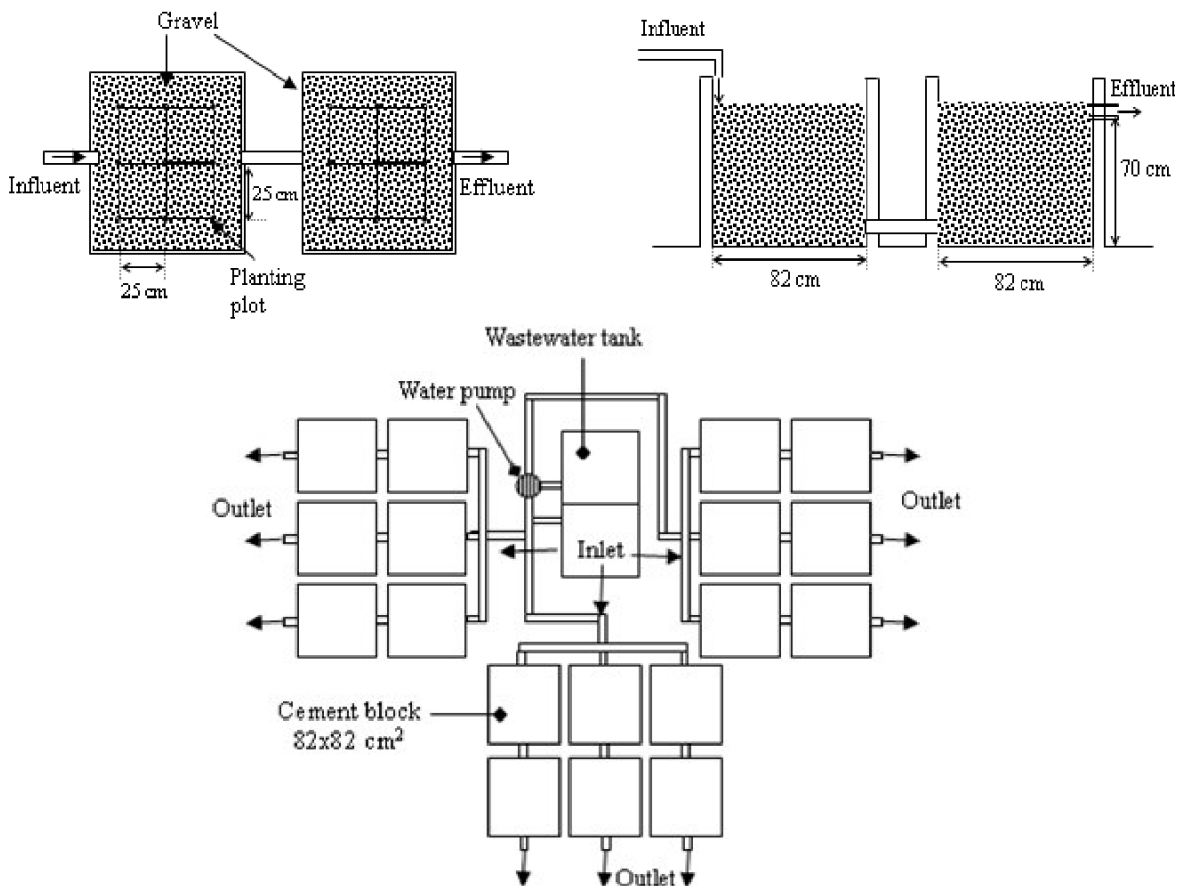 Gravel
Influent
25 cm
Effluent
25 cm
Planting
plot
Influent
Effluent
70 cm
82 cm
82 cm
Wastewater tank
Water pump
Outlet
Outlet
Inlet
Cement block
82x82 cm²
Outlet